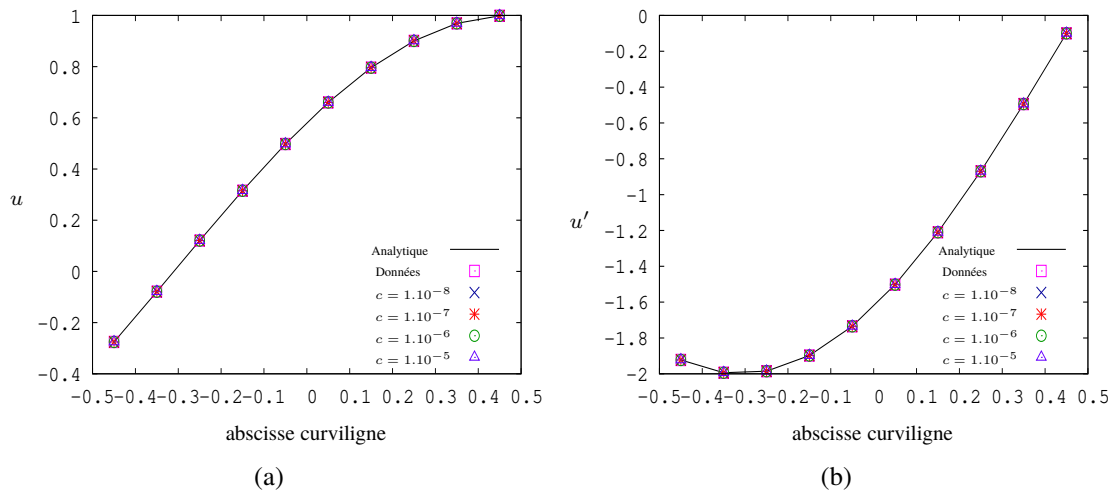 1
0.8
0.6
0.4
0.2
0
-0.2
-0.4
u
Analytique
Données
c = 1.10⁻⁸
c = 1.10⁻⁷
c = 1.10⁻⁶
c = 1.10⁻⁵
-0.5-0.4-0.3-0.2-0.1 0 0.1 0.2 0.3 0.4 0.5
abscisse curviligne
(a)
0
-0.2
-0.4
-0.6
-0.8
-1
-1.2
-1.4
-1.6
-1.8
-2
u′
Analytique
Données
c = 1.10⁻⁸
c = 1.10⁻⁷
c = 1.10⁻⁶
c = 1.10⁻⁵
-0.5-0.4-0.3-0.2-0.1 0 0.1 0.2 0.3 0.4 0.5
abscisse curviligne
(b)